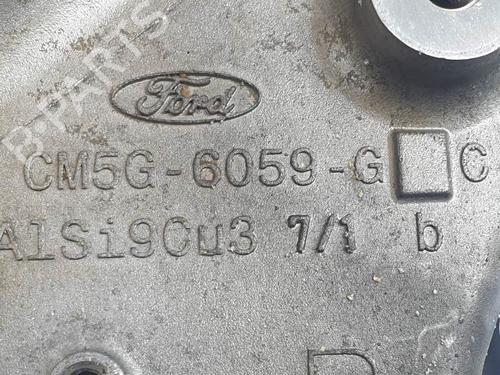 B-PARTS
Ford
CM5G-6059-G□C
AlSi9Cu3 7/1 b